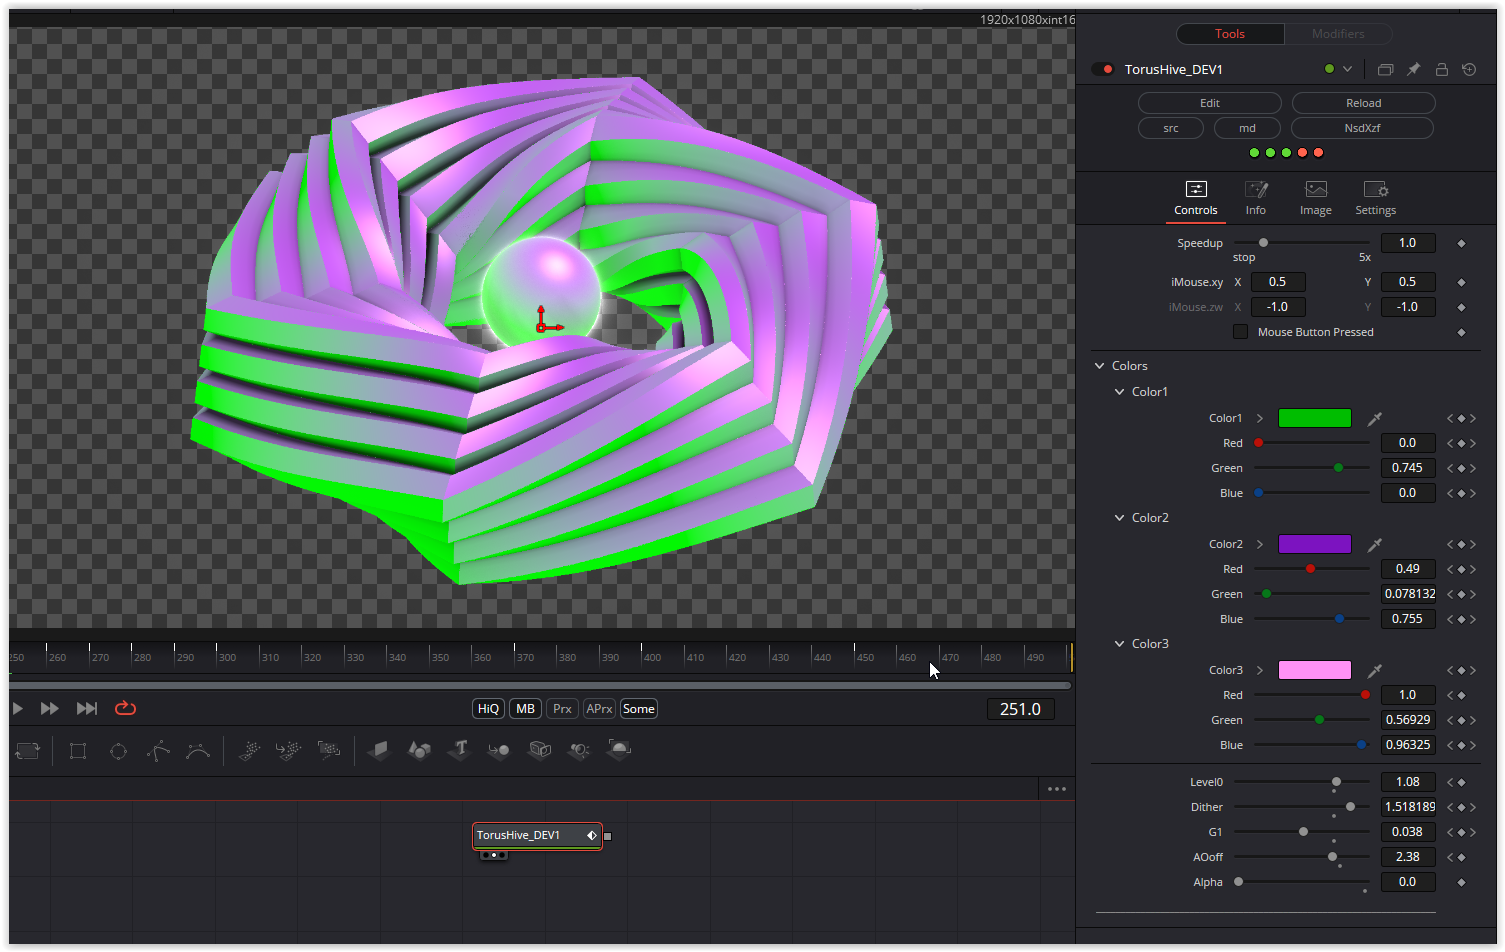 1920x1080xint16
Tools Modifiers
TorusHive_DEV1
Edit Reload
src md NsdXzf
Controls Info Image Settings
Speedup 1.0
stop 5x
iMouse.xy X 0.5 Y 0.5
iMouse.zw X -1.0 Y -1.0
Mouse Button Pressed
Colors
Color1
Color1
Red 0.0
Green 0.745
Blue 0.0
Color2
Color2
Red 0.49
Green 0.078132
Blue 0.755
Color3
Color3
Red 1.0
Green 0.56929
Blue 0.96325
Level0 1.08
Dither 1.518189
G1 0.038
AOoff 2.38
Alpha 0.0
250 260 270 280 290 300 310 320 330 340 350 360 370 380 390 400 410 420 430 440 450 460 470 480 490
HiQ MB Prx APrx Some 251.0
T
TorusHive_DEV1